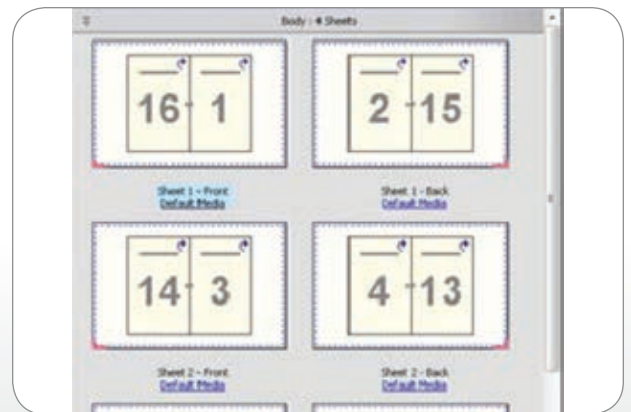 Body : 4 Sheets
16 1
2 15
Sheet 1 - Front
Default Media
Sheet 1 - Back
Default Media
14 3
4 13
Sheet 2 - Front
Default Media
Sheet 2 - Back
Default Media